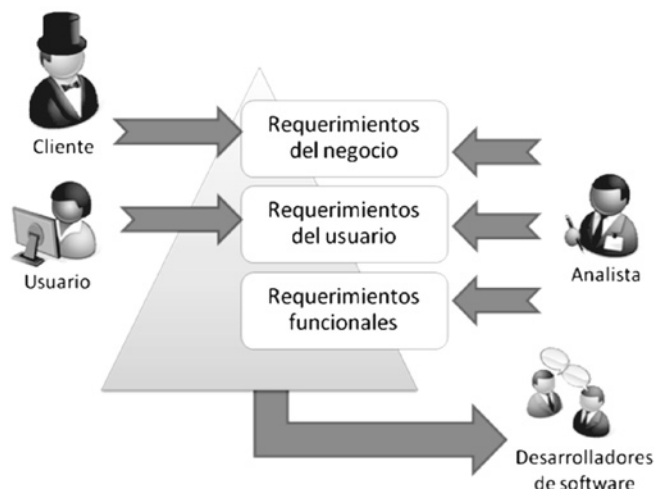 Cliente
Requerimientos
del negocio
Usuario
Requerimientos
del usuario
Analista
Requerimientos
funcionales
Desarrolladores
de software